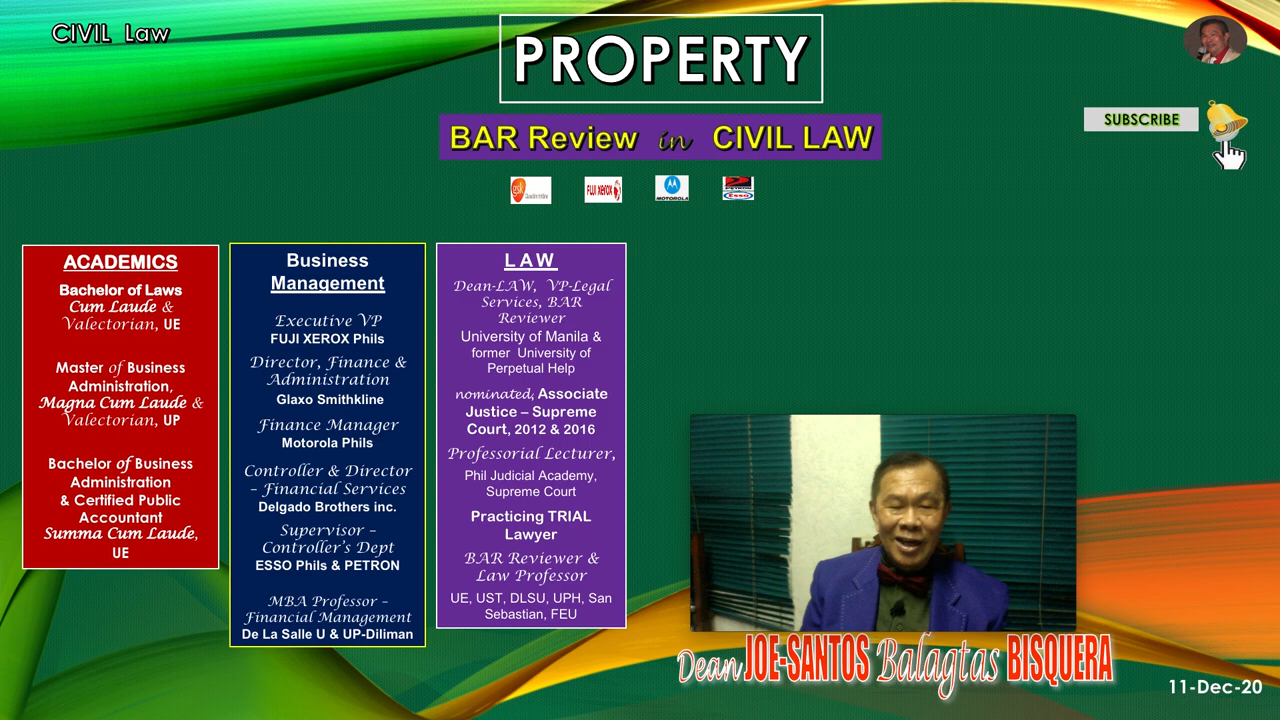 CIVIL Law
PROPERTY
BAR Review in CIVIL LAW
SUBSCRIBE
gsk
FUJI XEROX
MOTOROLA
Esso
ACADEMICS
Bachelor of Laws
Cum Laude &
Valectorian, UE
Master of Business
Administration,
Magna Cum Laude &
Valectorian, UP
Bachelor of Business
Administration
& Certified Public
Accountant
Summa Cum Laude,
UE
Business
Management
Executive VP
FUJI XEROX Phils
Director, Finance &
Administration
Glaxo Smithkline
Finance Manager
Motorola Phils
Controller & Director
– Financial Services
Delgado Brothers inc.
Supervisor –
Controller's Dept
ESSO Phils & PETRON
MBA Professor –
Financial Management
De La Salle U & UP-Diliman
LAW
Dean-LAW, VP-Legal
Services, BAR
Reviewer
University of Manila &
former University of
Perpetual Help
nominated, Associate
Justice – Supreme
Court, 2012 & 2016
Professorial Lecturer,
Phil Judicial Academy,
Supreme Court
Practicing TRIAL
Lawyer
BAR Reviewer &
Law Professor
UE, UST, DLSU, UPH, San
Sebastian, FEU
Dean JOE-SANTOS Balagtas BISQUERA
11-Dec-20